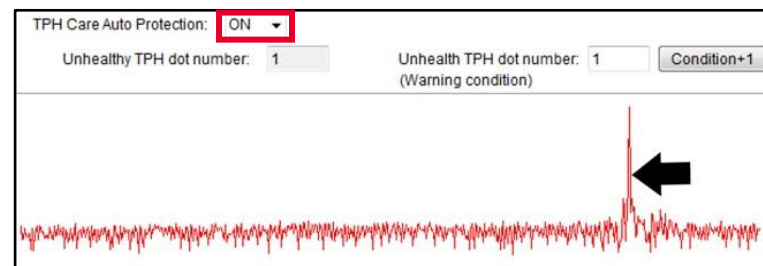 TPH Care Auto Protection: ON
Unhealthy TPH dot number: 1 Unhealth TPH dot number: 1 Condition+1
(Warning condition)